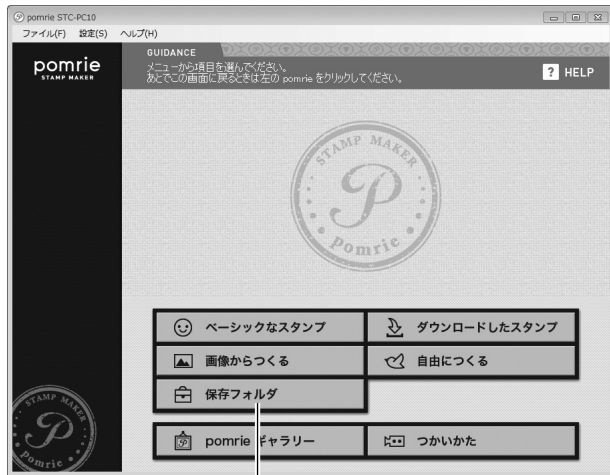 pomrie STC-PC10
ファイル(F) 設定(S) ヘルプ(H)
pomrie
STAMP MAKER
GUIDANCE
メニューから項目を選んでください。
あとでこの画面に戻るときは左の pomrie をクリックしてください。
? HELP
STAMP MAKER
P
pomrie
ベーシックなスタンプ
ダウンロードしたスタンプ
画像からつくる
自由につくる
保存フォルダ
pomrie ギャラリー
つかいかた
STAMP MAKER
P
pomrie